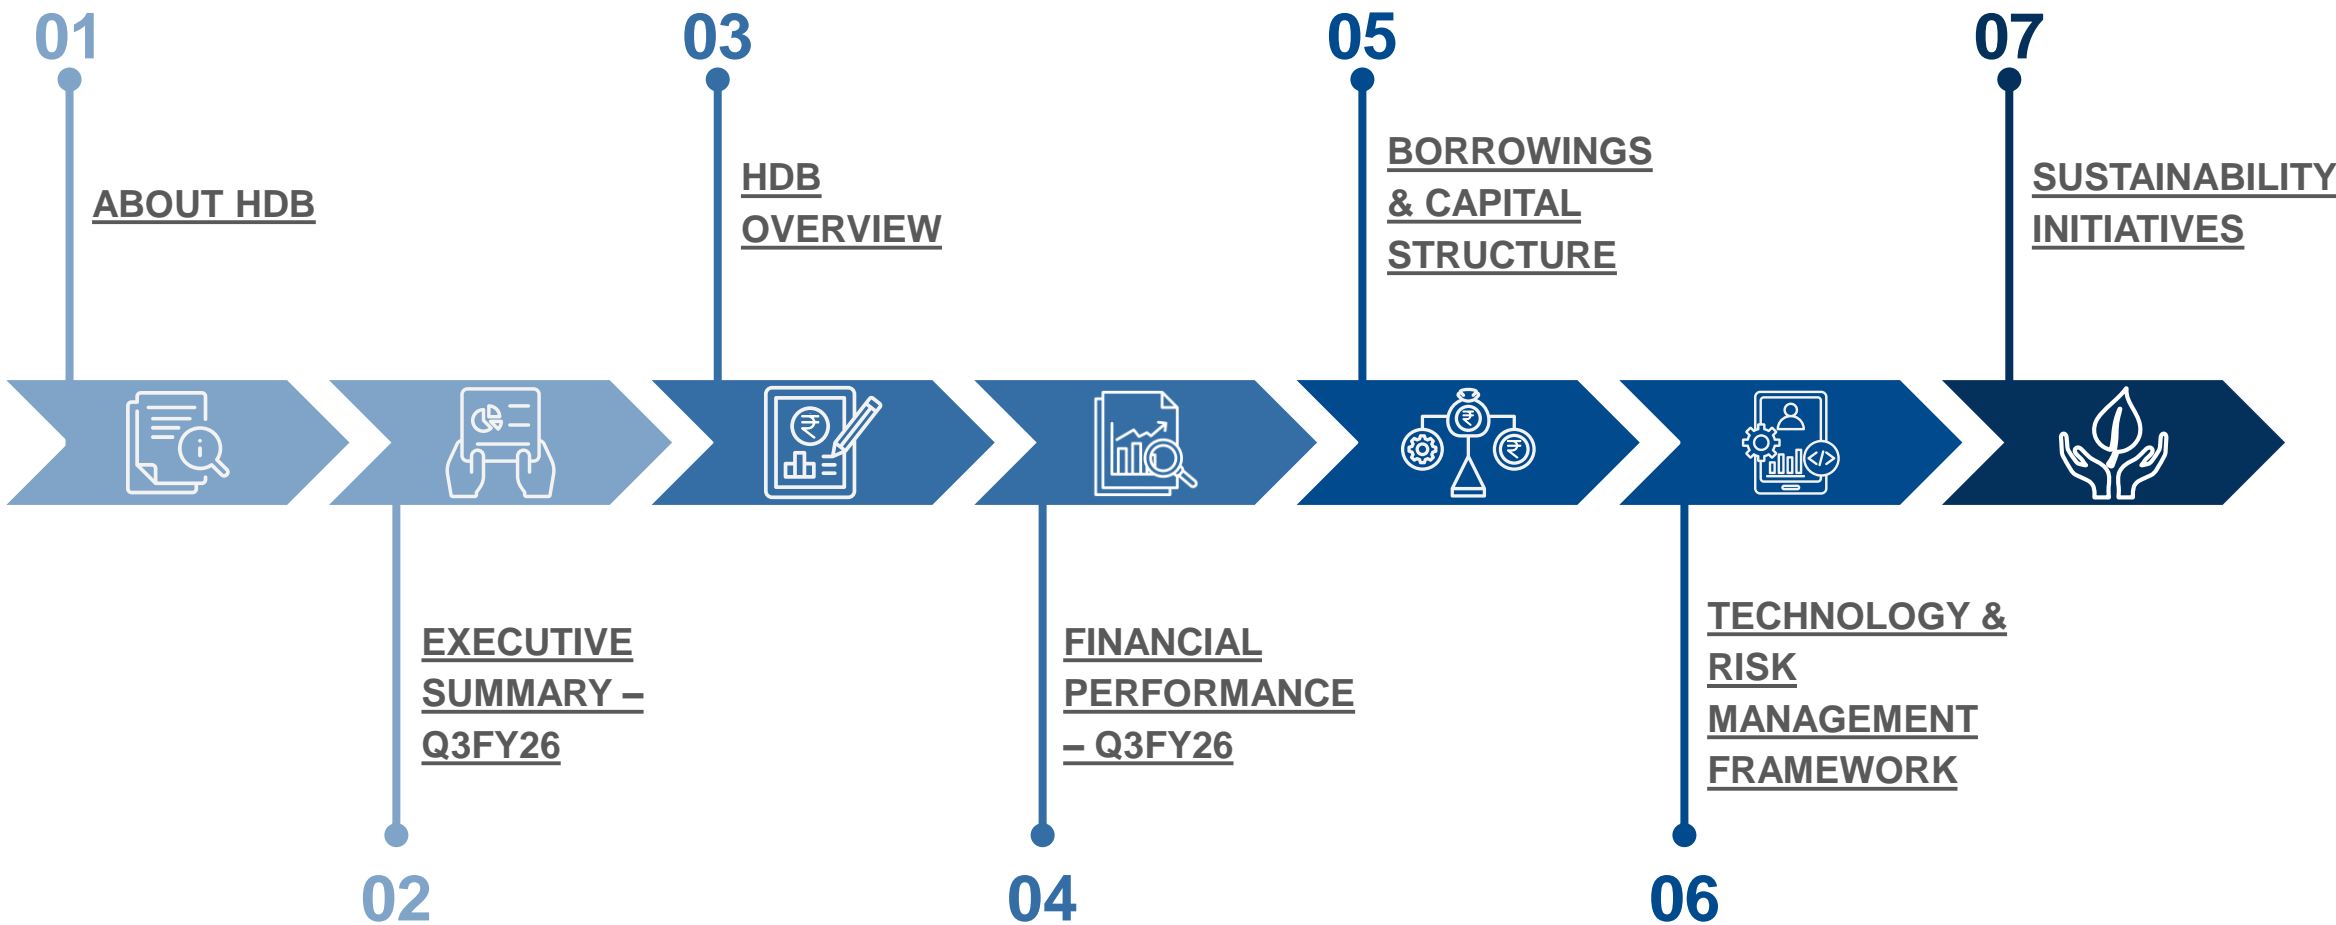 01
ABOUT HDB
02
EXECUTIVE
SUMMARY –
Q3FY26
03
HDB
OVERVIEW
04
FINANCIAL
PERFORMANCE
– Q3FY26
05
BORROWINGS
& CAPITAL
STRUCTURE
06
TECHNOLOGY &
RISK
MANAGEMENT
FRAMEWORK
07
SUSTAINABILITY
INITIATIVES